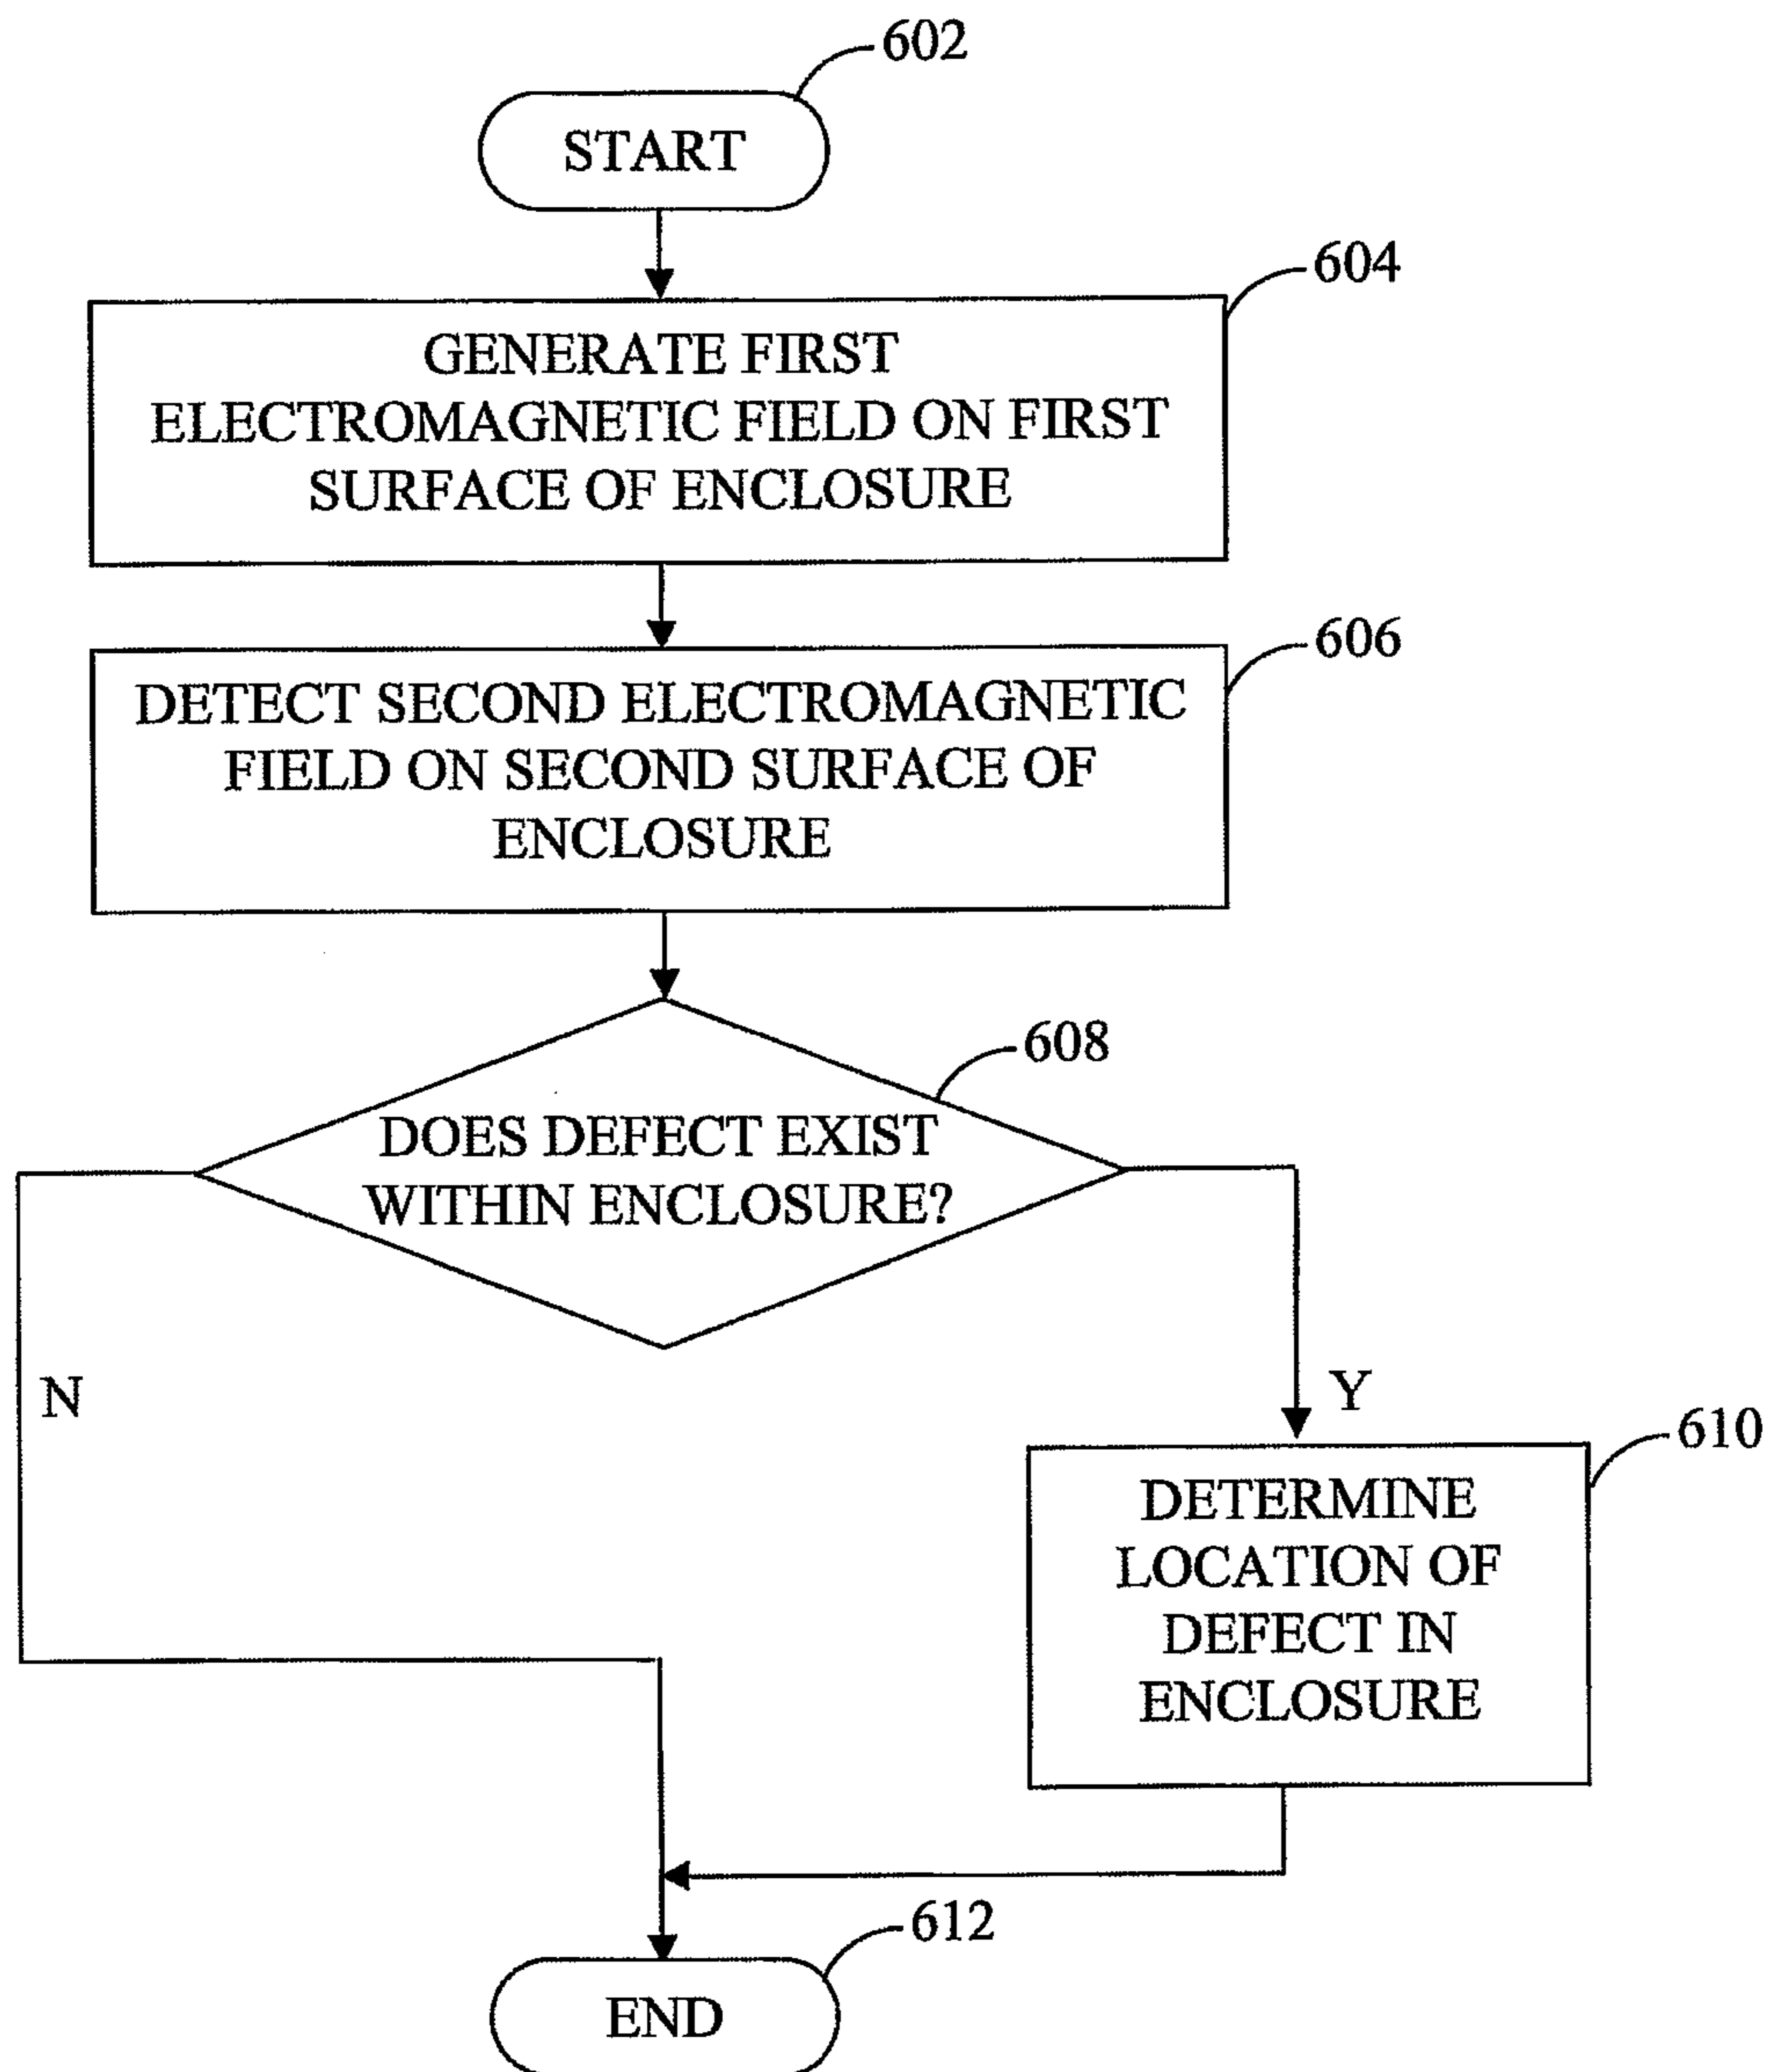 602
START
604
GENERATE FIRST
ELECTROMAGNETIC FIELD ON FIRST
SURFACE OF ENCLOSURE
606
DETECT SECOND ELECTROMAGNETIC
FIELD ON SECOND SURFACE OF
ENCLOSURE
608
DOES DEFECT EXIST
WITHIN ENCLOSURE?
N
Y
610
DETERMINE
LOCATION OF
DEFECT IN
ENCLOSURE
612
END